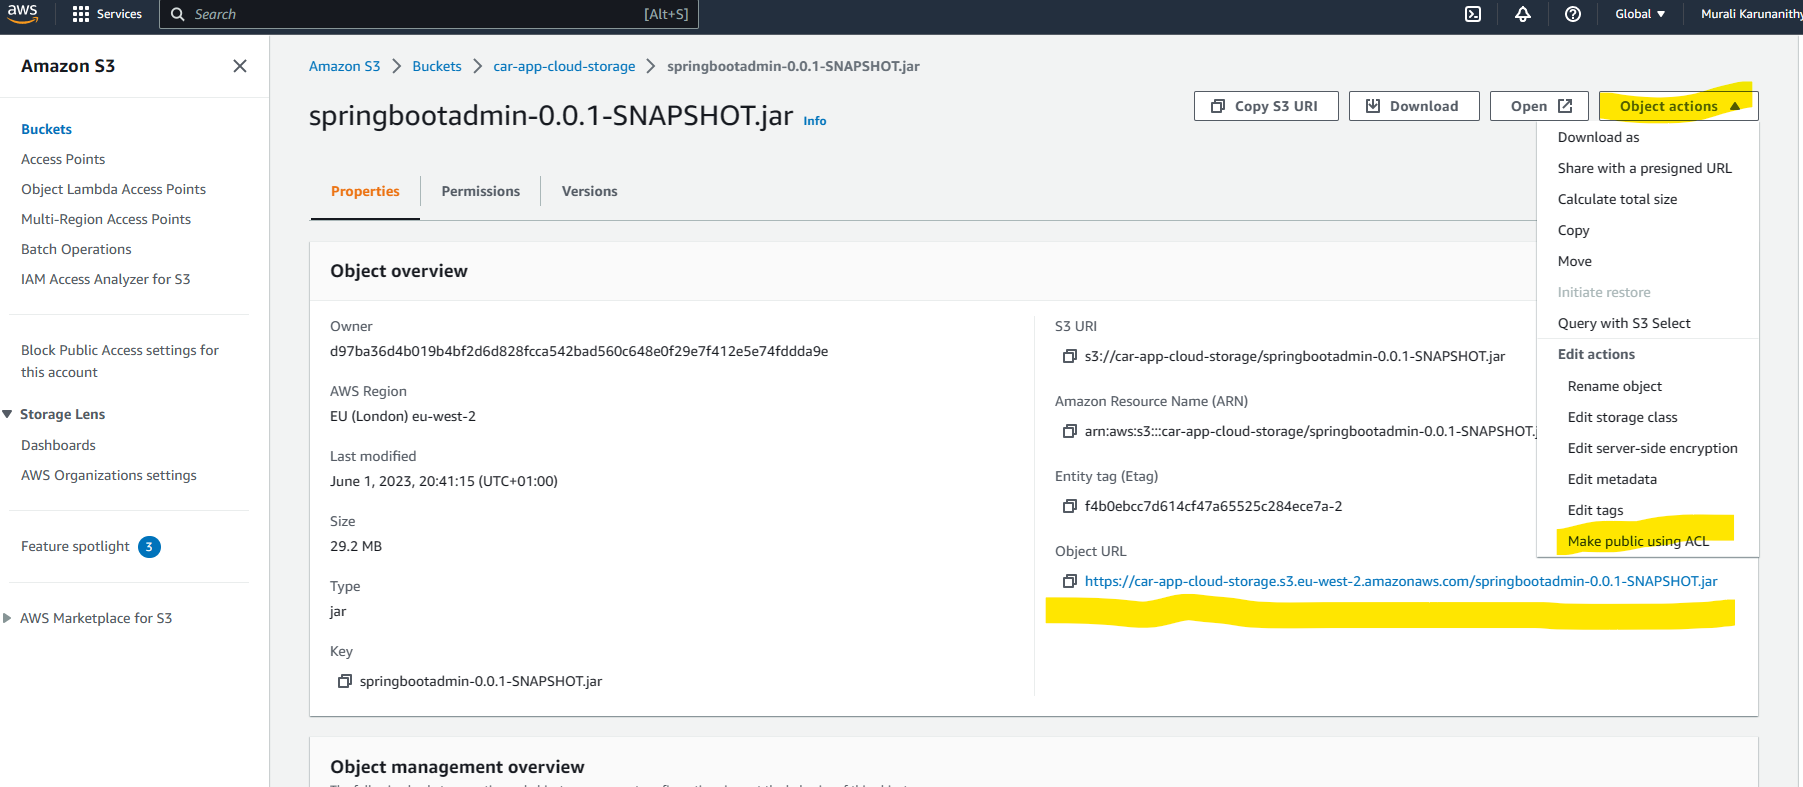 aws
Services
Search
[Alt+S]
Global
Murali Karunanithy
Amazon S3
Buckets
Access Points
Object Lambda Access Points
Multi-Region Access Points
Batch Operations
IAM Access Analyzer for S3
Block Public Access settings for
this account
Storage Lens
Dashboards
AWS Organizations settings
Feature spotlight 3
AWS Marketplace for S3
Amazon S3 > Buckets > car-app-cloud-storage > springbootadmin-0.0.1-SNAPSHOT.jar
springbootadmin-0.0.1-SNAPSHOT.jar Info
Copy S3 URI
Download
Open
Object actions
Download as
Share with a presigned URL
Calculate total size
Copy
Move
Initiate restore
Query with S3 Select
Edit actions
Rename object
Edit storage class
Edit server-side encryption
Edit metadata
Edit tags
Make public using ACL
Properties
Permissions
Versions
Object overview
Owner
d97ba36d4b019b4bf2d6d828fcca542bad560c648e0f29e7f412e5e74fddda9e
AWS Region
EU (London) eu-west-2
Last modified
June 1, 2023, 20:41:15 (UTC+01:00)
Size
29.2 MB
Type
jar
Key
springbootadmin-0.0.1-SNAPSHOT.jar
S3 URI
s3://car-app-cloud-storage/springbootadmin-0.0.1-SNAPSHOT.jar
Amazon Resource Name (ARN)
arn:aws:s3:::car-app-cloud-storage/springbootadmin-0.0.1-SNAPSHOT.j
Entity tag (Etag)
f4b0ebcc7d614cf47a65525c284ece7a-2
Object URL
https://car-app-cloud-storage.s3.eu-west-2.amazonaws.com/springbootadmin-0.0.1-SNAPSHOT.jar
Object management overview